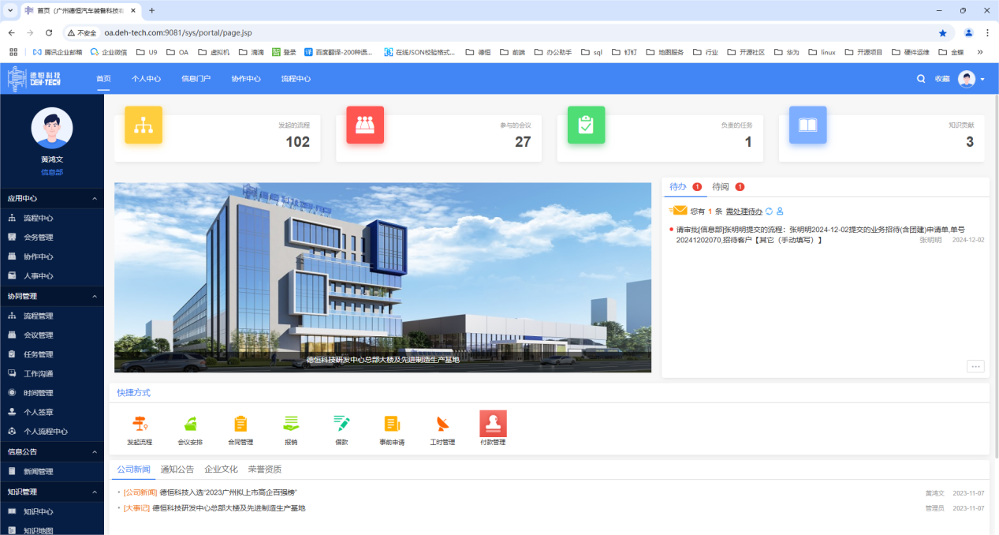 首页（广州德恒汽车装备科技有
不安全 oa.deh-tech.com:9081/sys/portal/page.jsp
腾讯企业邮箱 企业微信 U9 OA 虚拟机 滴滴 登录 百度翻译-200种语... 在线JSON校验格式... 德恒 前端 办公助手 sql 钉钉 地图服务 行业 开源社区 华为 linux 开源项目 硬件运维 金蝶
德恒科技 DEH-TECH 首页 个人中心 信息门户 协作中心 流程中心 收藏
黄鸿文
信息部
应用中心
流程中心
会务管理
协作中心
人事中心
协同管理
流程管理
会议管理
任务管理
工作沟通
时间管理
个人签章
个人流程中心
信息公告
新闻管理
知识管理
知识中心
知识地图
发起的流程
102
参与的会议
27
负责的任务
1
知识贡献
3
德恒科技 DEH-TECH
德恒科技研发中心总部大楼及先进制造生产基地
待办 1 待阅 1
您有 1 条 需处理待办
请审批[信息部]张明明提交的流程：张明明2024-12-02提交的业务招待(含团建)申请单,单号
20241202070,招待客户【其它（手动填写）】
张明明 2024-12-02
快捷方式
发起流程 会议安排 合同管理 报销 借款 事前申请 工时管理 付款管理
公司新闻 通知公告 企业文化 荣誉资质
[公司新闻] 德恒科技入选“2023广州拟上市高企百强榜” 黄鸿文 2023-11-07
[大事记] 德恒科技研发中心总部大楼及先进制造生产基地 管理员 2023-11-07